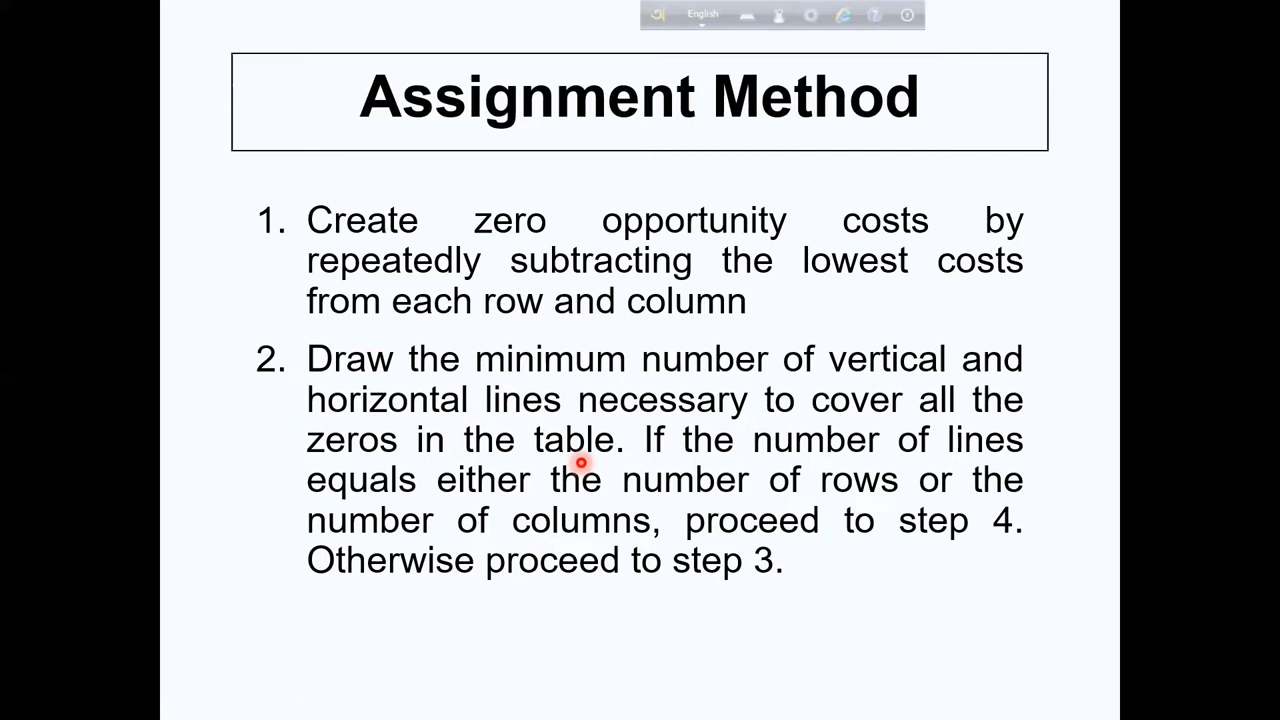 অ English
Assignment Method
1. Create zero opportunity costs by
repeatedly subtracting the lowest costs
from each row and column
2. Draw the minimum number of vertical and
horizontal lines necessary to cover all the
zeros in the table. If the number of lines
equals either the number of rows or the
number of columns, proceed to step 4.
Otherwise proceed to step 3.